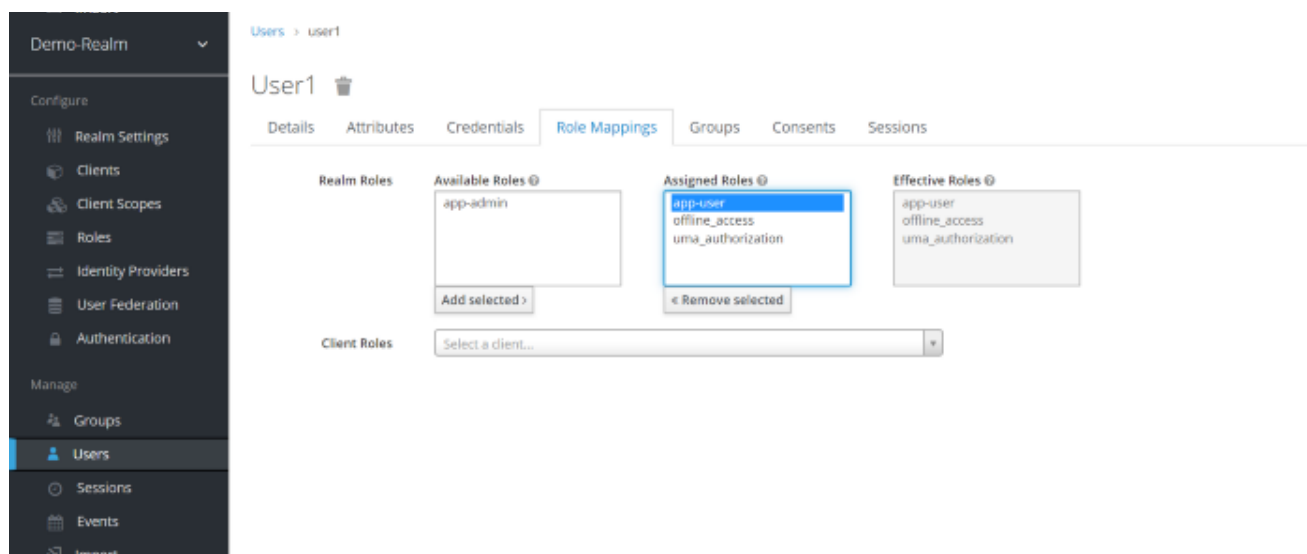 Demo-Realm
Configure
Realm Settings
Clients
Client Scopes
Roles
Identity Providers
User Federation
Authentication
Manage
Groups
Users
Sessions
Events
Import
Users > user1
User1
Details Attributes Credentials Role Mappings Groups Consents Sessions
Realm Roles
Available Roles
app-admin
Add selected >
Assigned Roles
app-user
offline_access
uma_authorization
« Remove selected
Effective Roles
app-user
offline_access
uma_authorization
Client Roles
Select a client...